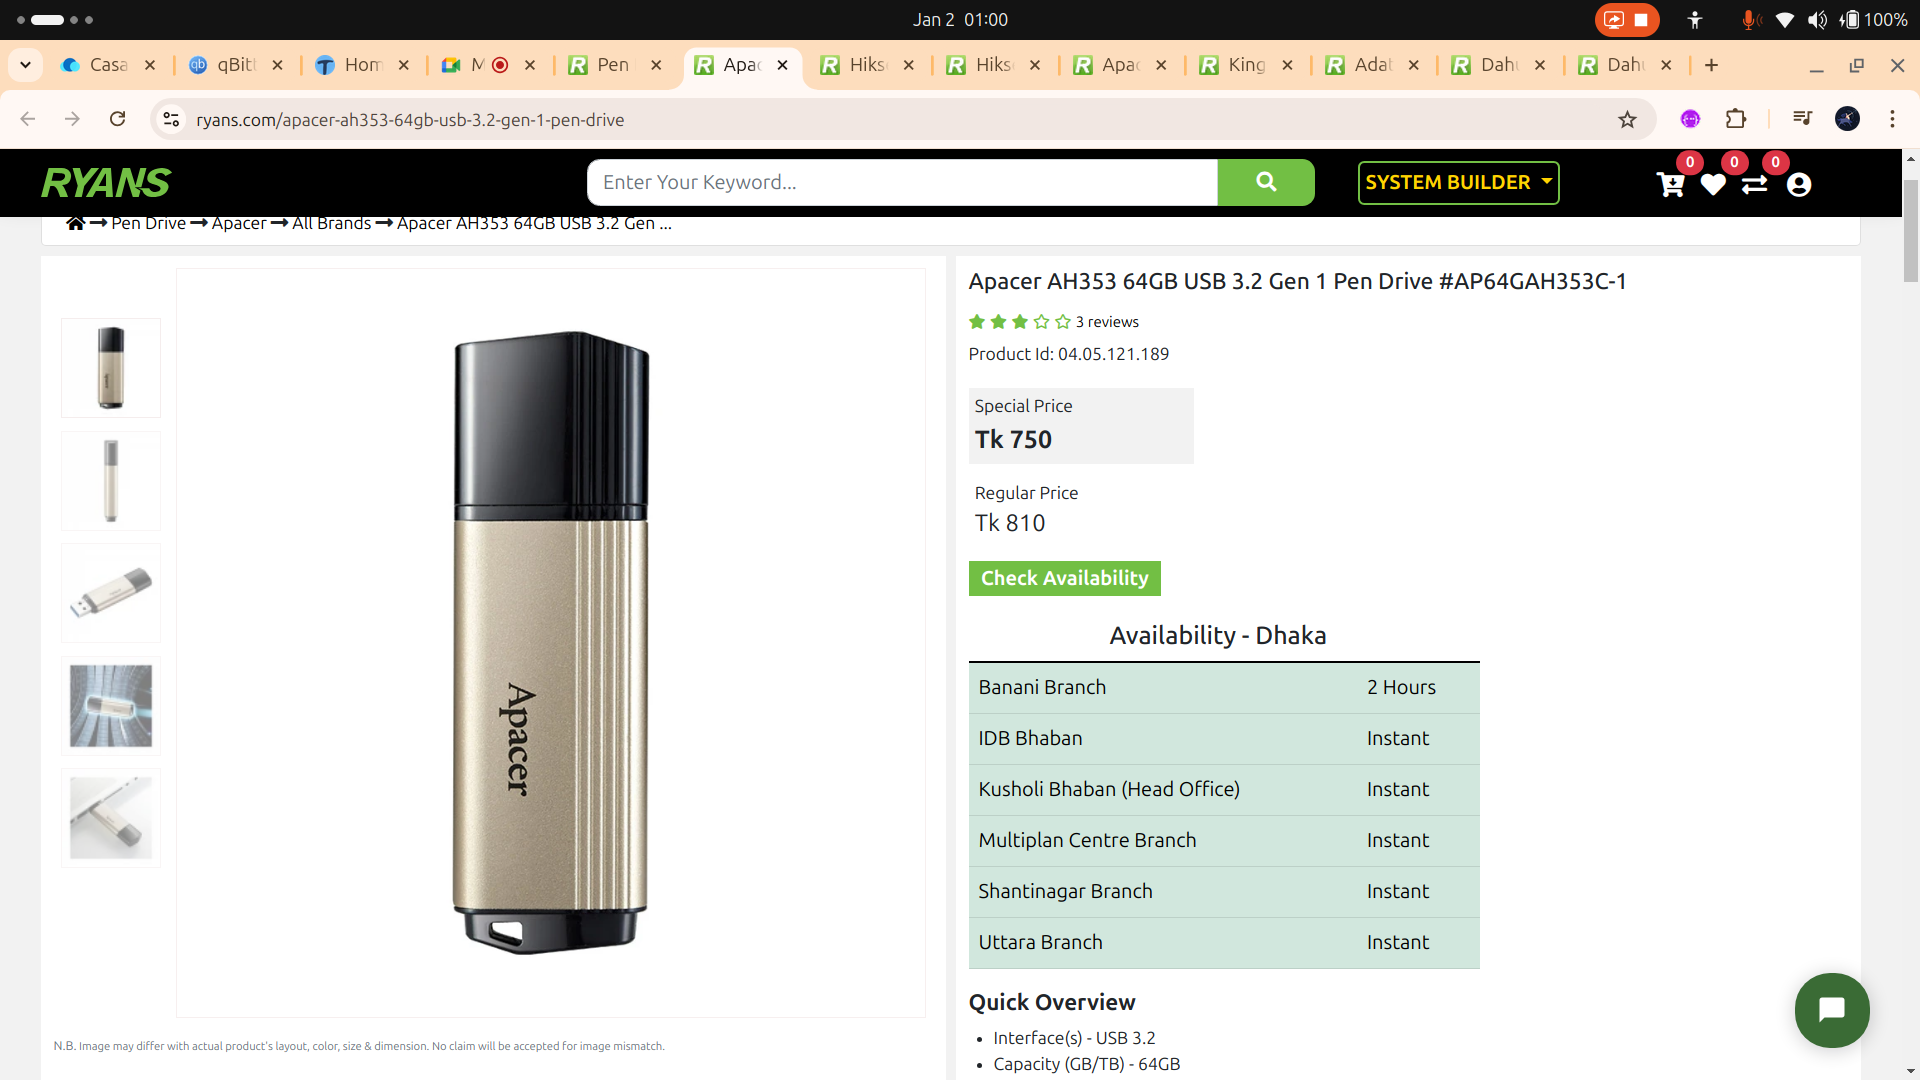 Jan 2 01:00
100%
Casa
qBit
Hom
M
Pen
Apac
Hiks
Hiks
Apac
King
Adat
Dahu
Dahu
ryans.com/apacer-ah353-64gb-usb-3.2-gen-1-pen-drive
RYANS
Enter Your Keyword...
SYSTEM BUILDER
0
0
0
Pen Drive
Apacer
All Brands
Apacer AH353 64GB USB 3.2 Gen ...
Apacer
N.B. Image may differ with actual product's layout, color, size & dimension. No claim will be accepted for image mismatch.
Apacer AH353 64GB USB 3.2 Gen 1 Pen Drive #AP64GAH353C-1
3 reviews
Product Id: 04.05.121.189
Special Price
Tk 750
Regular Price
Tk 810
Check Availability
Availability - Dhaka
Banani Branch 2 Hours
IDB Bhaban Instant
Kusholi Bhaban (Head Office) Instant
Multiplan Centre Branch Instant
Shantinagar Branch Instant
Uttara Branch Instant
Quick Overview
Interface(s) - USB 3.2
Capacity (GB/TB) - 64GB